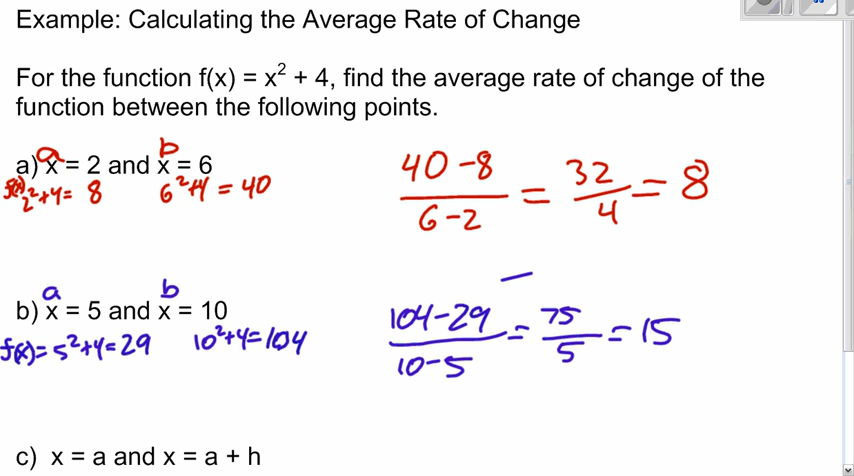 Example: Calculating the Average Rate of Change
For the function f(x) = x² + 4, find the average rate of change of the
function between the following points.
a b
a) x = 2 and x = 6
f(x) 2²+4= 8 6²+4 = 40
40-8 / 6-2 = 32/4 = 8
a b
b) x = 5 and x = 10
f(x)=5²+4=29 10²+4=104
104-29 / 10-5 = 75/5 = 15
c) x = a and x = a + h